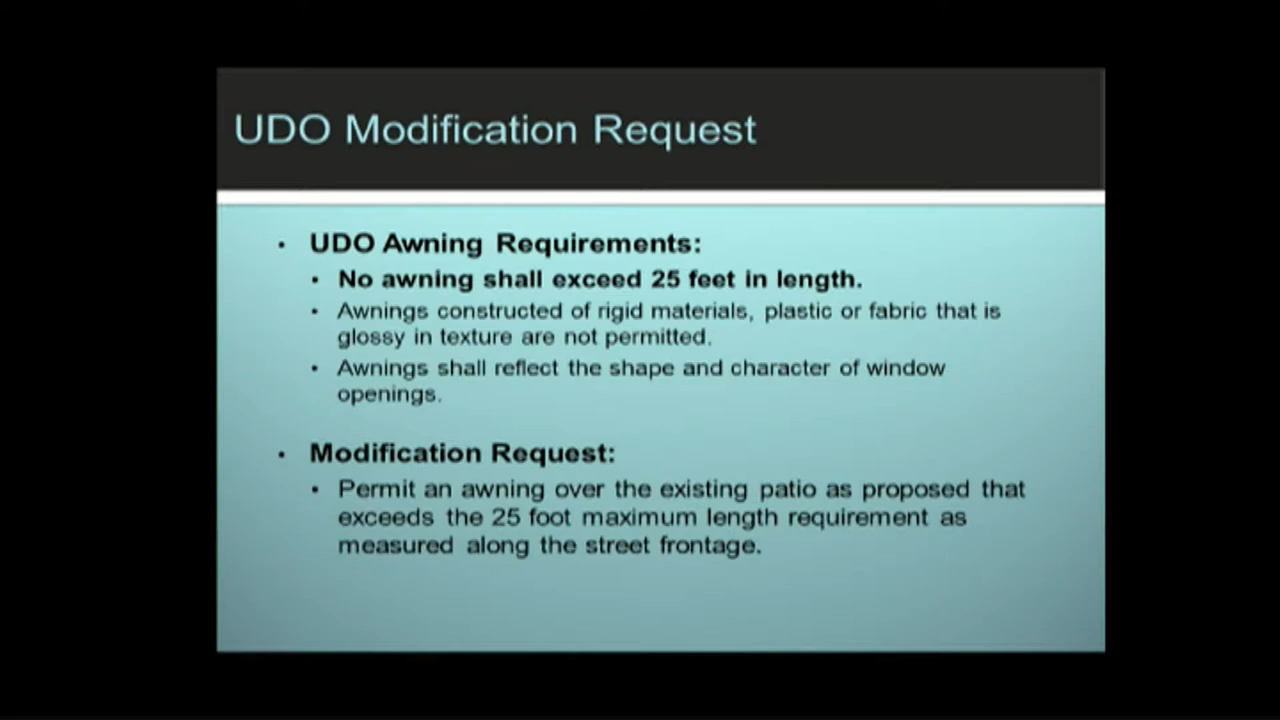 UDO Modification Request
• UDO Awning Requirements:
• No awning shall exceed 25 feet in length.
• Awnings constructed of rigid materials, plastic or fabric that is
glossy in texture are not permitted.
• Awnings shall reflect the shape and character of window
openings.
• Modification Request:
• Permit an awning over the existing patio as proposed that
exceeds the 25 foot maximum length requirement as
measured along the street frontage.